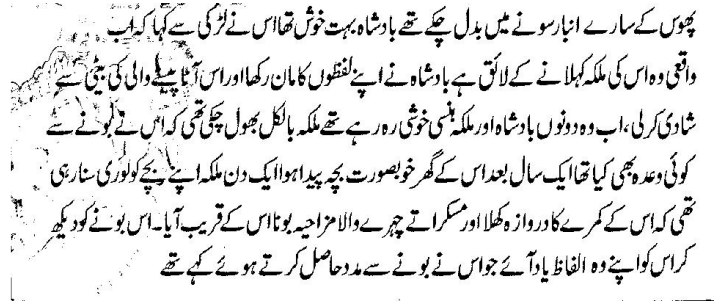 پھوس کے سارے انبار سونے میں بدل چکے تھے بادشاہ بہت خوش تھا اس نے لڑکی سے کہا کہ اب
واقعی وہ اس کی ملکہ کہلانے کے لائق ہے بادشاہ نے اپنے لفظوں کا مان رکھا اور اس آٹا پیسنے والی کی بیٹی سے
شادی کر لی، اب وہ دونوں بادشاہ اور ملکہ ہنسی خوشی رہ رہے تھے ملکہ بالکل بھول چکی تھی کہ اس نے بونے سے
کوئی وعدہ بھی کیا تھا ایک سال بعد اس کے گھر خوبصورت بچہ پیدا ہوا ایک دن ملکہ اپنے بچے کو لوری سنا رہی
تھی کہ اس کے کمرے کا دروازہ کھلا اور مسکراتے چہرے والا مزاحیہ بونا اس کے قریب آیا۔ اس بونے کو دیکھ
کر اس کو اپنے وہ الفاظ یاد آئے جو اس نے بونے سے مدد حاصل کرتے ہوئے کہے تھے